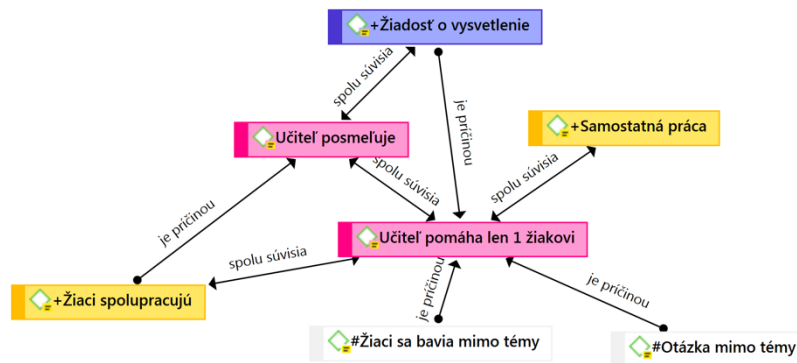 +Žiadosť o vysvetlenie
spolu súvisia
je príčinou
Učiteľ posmeľuje
+Samostatná práca
je príčinou
spolu súvisia
spolu súvisia
Učiteľ pomáha len 1 žiakovi
spolu súvisia
+Žiaci spolupracujú
je príčinou
je príčinou
#Žiaci sa bavia mimo témy
#Otázka mimo témy